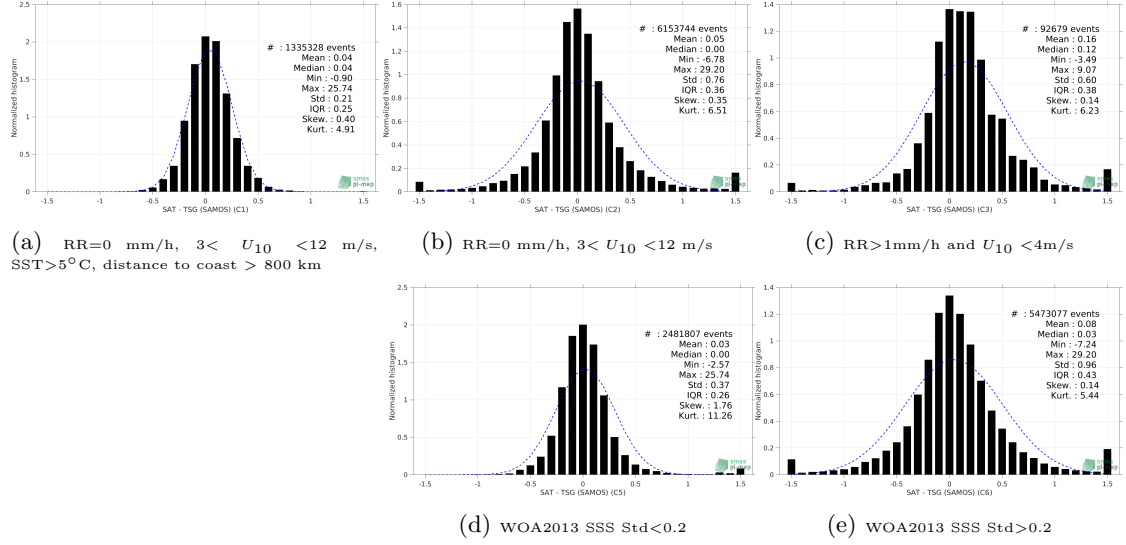 2.5
2
1.5
1
0.5
0
-1.5 -1 -0.5 0 0.5 1 1.5
Normalized histogram
SAT - TSG (SAMOS) (C1)
# : 1335328 events
Mean : 0.04
Median : 0.04
Min : -0.90
Max : 25.74
Std : 0.21
IQR : 0.25
Skew. : 0.40
Kurt. : 4.91
(a) RR=0 mm/h, 3< U10 <12 m/s,
SST>5°C, distance to coast > 800 km
1.6
1.4
1.2
1
0.8
0.6
0.4
0.2
0
-1.5 -1 -0.5 0 0.5 1 1.5
Normalized histogram
SAT - TSG (SAMOS) (C2)
# : 6153744 events
Mean : 0.05
Median : 0.00
Min : -6.78
Max : 29.20
Std : 0.76
IQR : 0.36
Skew. : 0.35
Kurt. : 6.51
smos
pi-mep
(b) RR=0 mm/h, 3< U10 <12 m/s
1.4
1.2
1
0.8
0.6
0.4
0.2
0
-1.5 -1 -0.5 0 0.5 1 1.5
Normalized histogram
SAT - TSG (SAMOS) (C3)
# : 92679 events
Mean : 0.16
Median : 0.12
Min : -3.49
Max : 9.07
Std : 0.60
IQR : 0.38
Skew. : 0.14
Kurt. : 6.23
smos
pi-mep
(c) RR>1mm/h and U10 <4m/s
2.5
2
1.5
1
0.5
0
-1.5 -1 -0.5 0 0.5 1 1.5
Normalized histogram
SAT - TSG (SAMOS) (C5)
# : 2481807 events
Mean : 0.03
Median : 0.00
Min : -2.57
Max : 25.74
Std : 0.37
IQR : 0.26
Skew. : 1.76
Kurt. : 11.26
smos
pi-mep
(d) WOA2013 SSS Std<0.2
1.4
1.2
1
0.8
0.6
0.4
0.2
0
-1.5 -1 -0.5 0 0.5 1 1.5
Normalized histogram
SAT - TSG (SAMOS) (C6)
# : 5473077 events
Mean : 0.08
Median : 0.03
Min : -7.24
Max : 29.20
Std : 0.96
IQR : 0.43
Skew. : 0.14
Kurt. : 5.44
smos
pi-mep
(e) WOA2013 SSS Std>0.2
smos
pi-mep